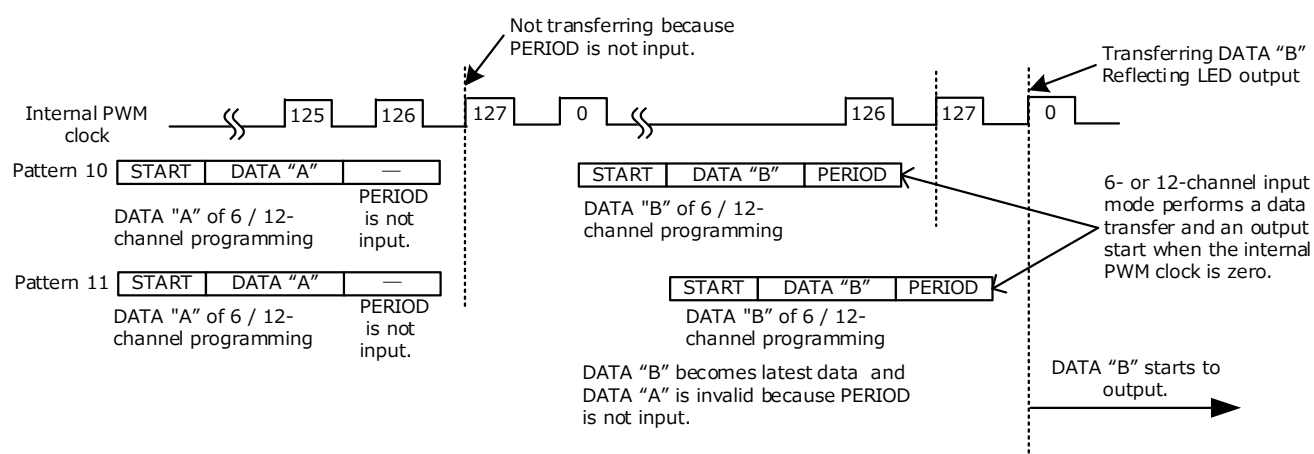 Not transferring because
PERIOD is not input.
Transferring DATA “B”
Reflecting LED output
Internal PWM
clock
125 126 127 0 126 127 0
Pattern 10 START DATA “A” — START DATA “B” PERIOD
DATA "A” of 6 / 12-
channel programming
PERIOD
is not
input.
DATA "B” of 6 / 12-
channel programming
6- or 12-channel input
mode performs a data
transfer and an output
start when the internal
PWM clock is zero.
Pattern 11 START DATA “A” — START DATA “B” PERIOD
DATA "A” of 6 / 12-
channel programming
PERIOD
is not
input.
DATA "B” of 6 / 12-
channel programming
DATA “B” becomes latest data and
DATA “A” is invalid because PERIOD
is not input.
DATA “B” starts to
output.